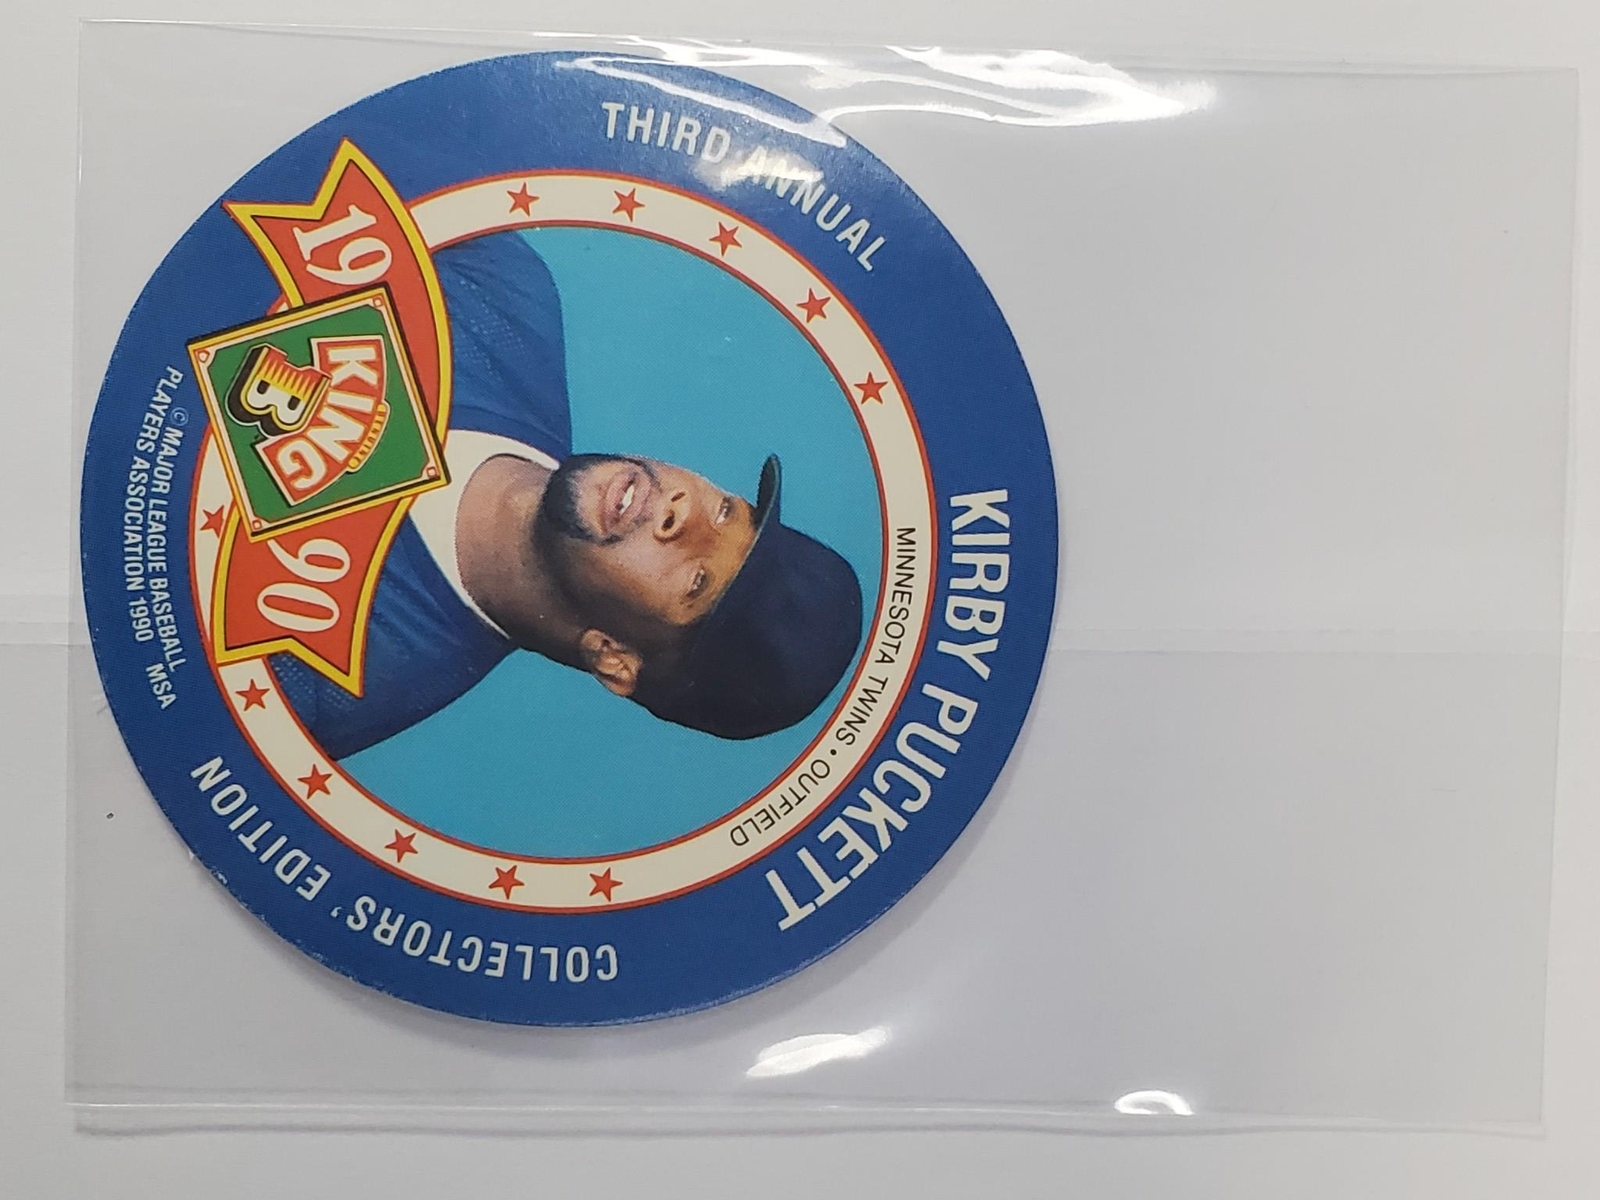 THIRD ANNUAL
KIRBY PUCKETT
MINNESOTA TWINS • OUTFIELD
COLLECTORS' EDITION
19
GENUINE
KING
B
90
©MAJOR LEAGUE BASEBALL
PLAYERS ASSOCIATION 1990 MSA